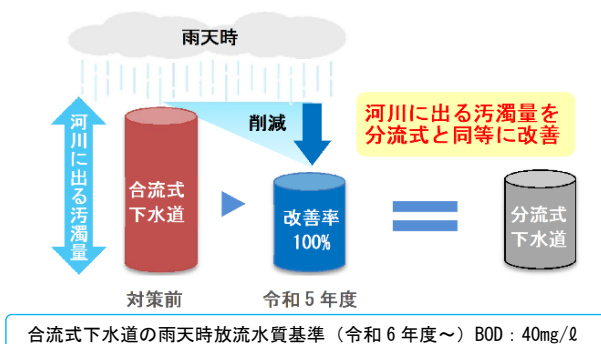 雨天時
河川に出る汚濁量
削減
河川に出る汚濁量を
分流式と同等に改善
合流式
下水道
改善率
100%
分流式
下水道
対策前
令和5年度
合流式下水道の雨天時放流水質基準（令和6年度～）BOD：40mg/ℓ